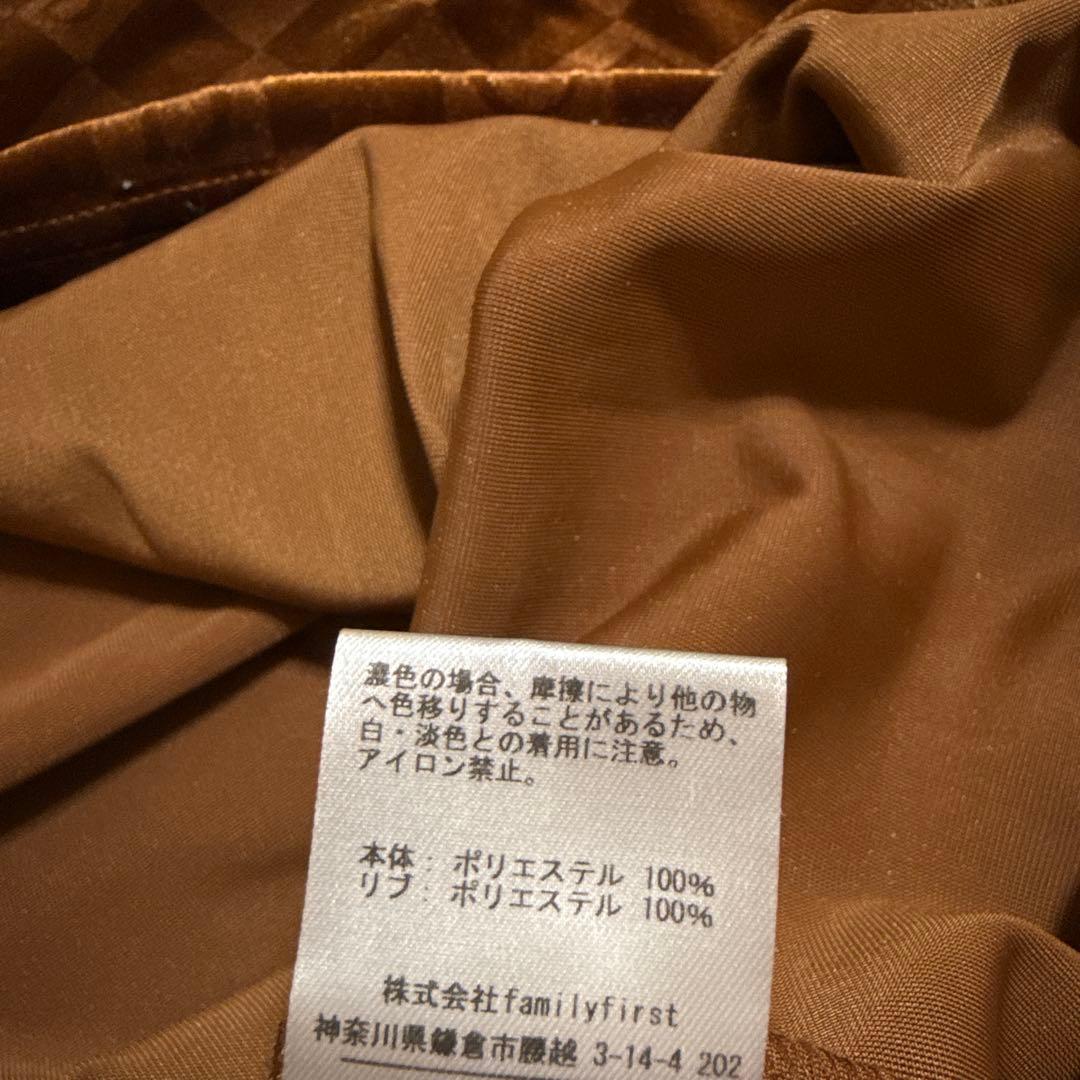 濃色の場合、摩擦により他の物
へ色移りすることがあるため、
白・淡色との着用に注意。
アイロン禁止。
本体: ポリエステル 100%
リブ: ポリエステル 100%
株式会社familyfirst
神奈川県鎌倉市腰越 3-14-4 202